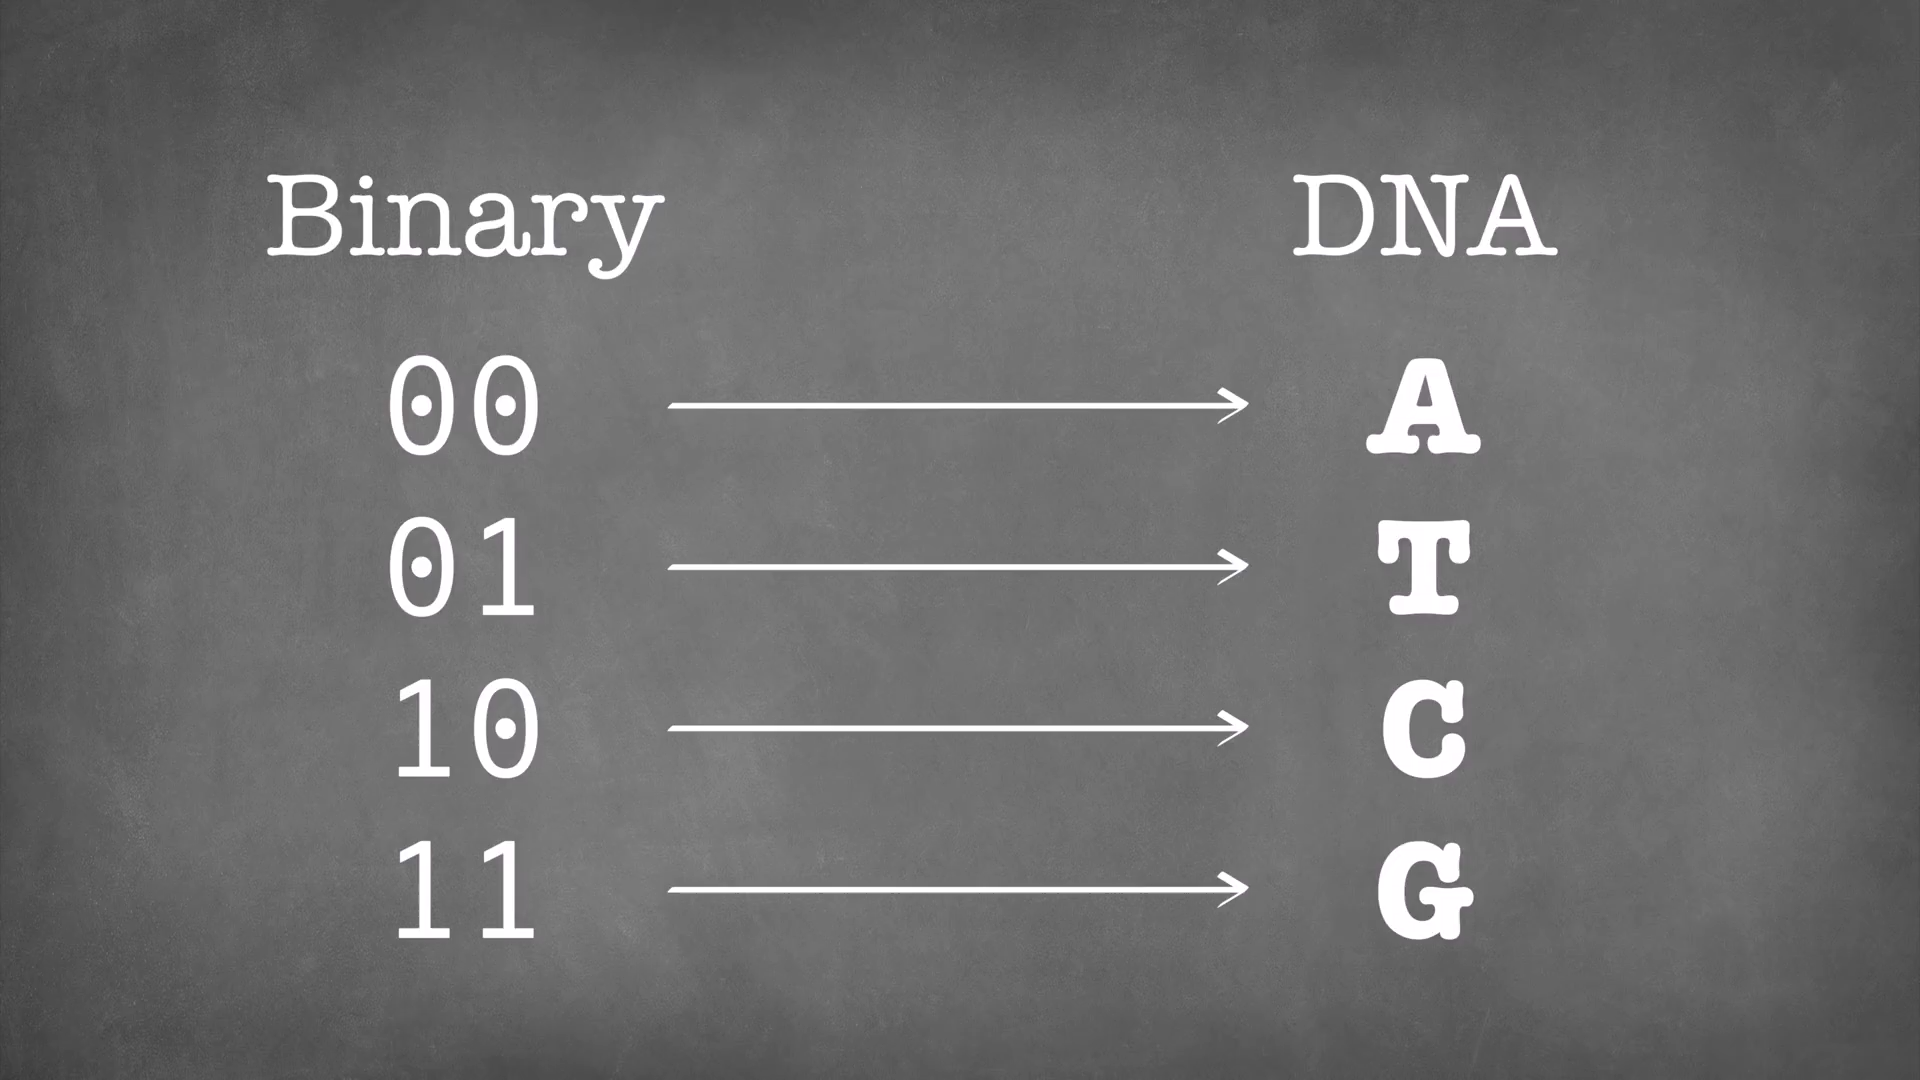 Binary DNA
00 → A
01 → T
10 → C
11 → G